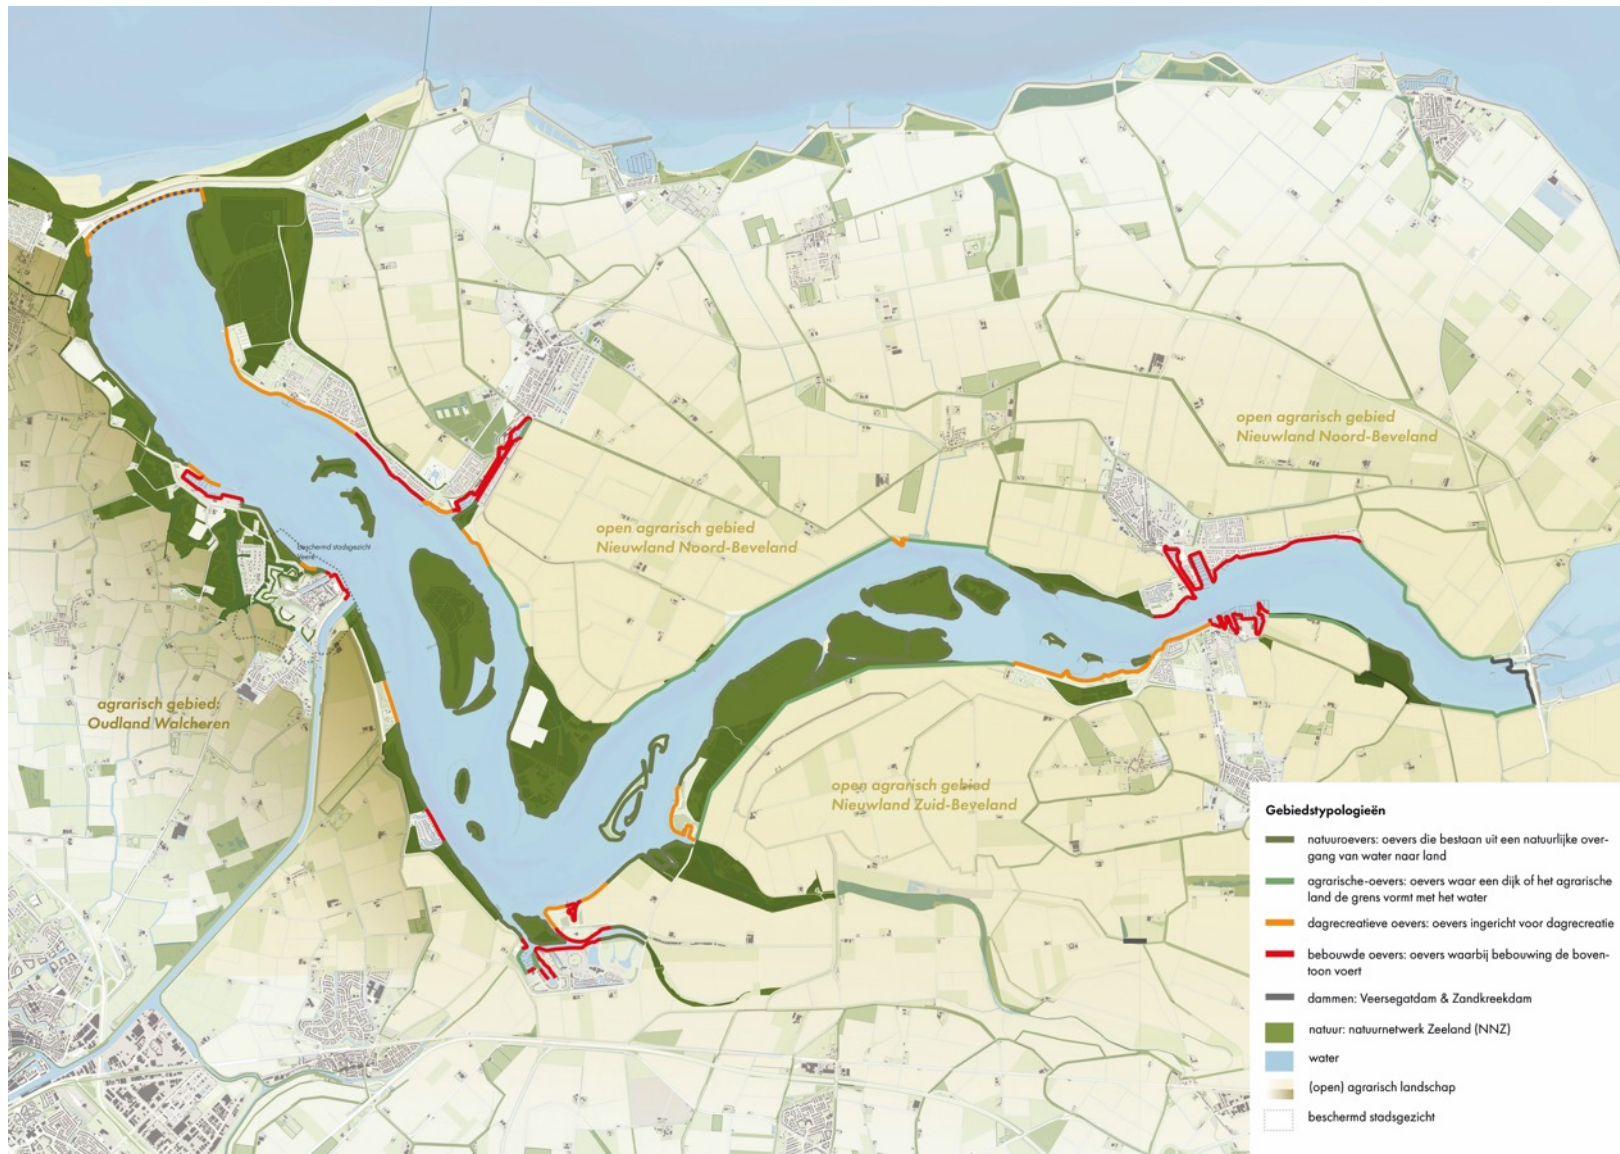 open agrarisch gebied
Nieuwland Noord-Beveland
open agrarisch gebied
Nieuwland Noord-Beveland
beschermd stadsgezicht
Veere
agrarisch gebied:
Oudland Walcheren
open agrarisch gebied
Nieuwland Zuid-Beveland
Gebiedstypologieën
natuuroevers: oevers die bestaan uit een natuurlijke over-
gang van water naar land
agrarische-oevers: oevers waar een dijk of het agrarische
land de grens vormt met het water
dagrecreatieve oevers: oevers ingericht voor dagrecreatie
bebouwde oevers: oevers waarbij bebouwing de boven-
toon voert
dammen: Veersegatdam & Zandkreekdam
natuur: natuurnetwerk Zeeland (NNZ)
water
(open) agrarisch landschap
beschermd stadsgezicht